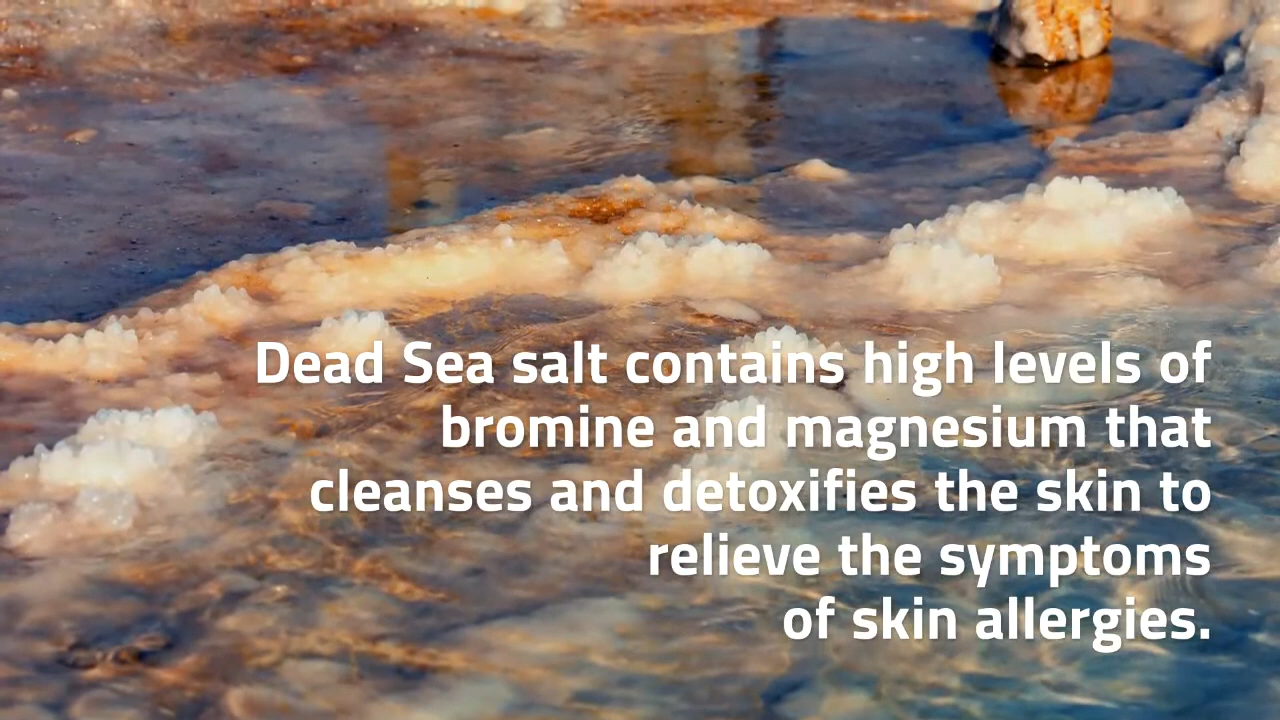 Dead Sea salt contains high levels of
bromine and magnesium that
cleanses and detoxifies the skin to
relieve the symptoms
of skin allergies.